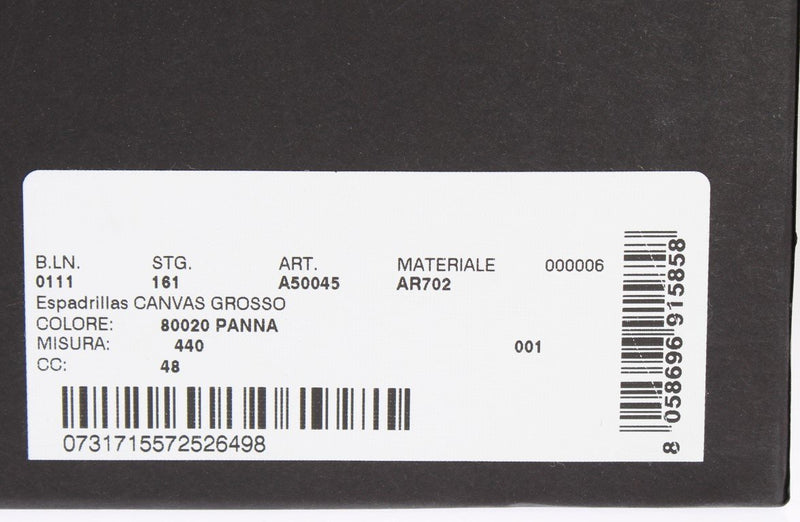 B.LN. STG. ART. MATERIALE 000006
0111 161 A50045 AR702
Espadrillas CANVAS GROSSO
COLORE: 80020 PANNA
MISURA: 440 001
CC: 48
0731715572526498
8 058696 915858